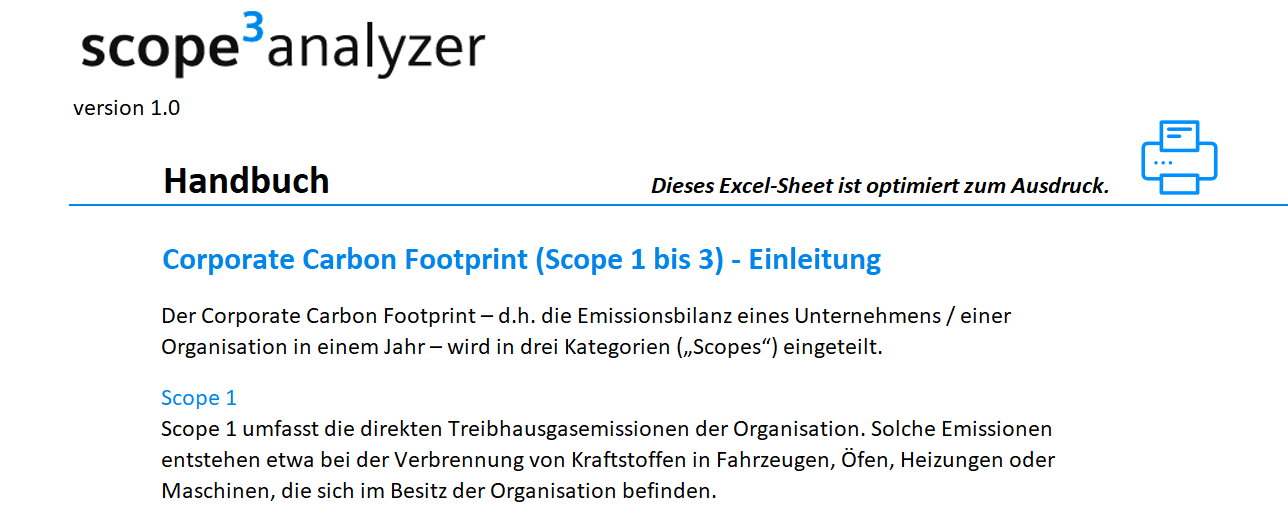 scope³analyzer
version 1.0
Handbuch
Dieses Excel-Sheet ist optimiert zum Ausdruck.
Corporate Carbon Footprint (Scope 1 bis 3) - Einleitung
Der Corporate Carbon Footprint – d.h. die Emissionsbilanz eines Unternehmens / einer
Organisation in einem Jahr – wird in drei Kategorien („Scopes“) eingeteilt.
Scope 1
Scope 1 umfasst die direkten Treibhausgasemissionen der Organisation. Solche Emissionen
entstehen etwa bei der Verbrennung von Kraftstoffen in Fahrzeugen, Öfen, Heizungen oder
Maschinen, die sich im Besitz der Organisation befinden.